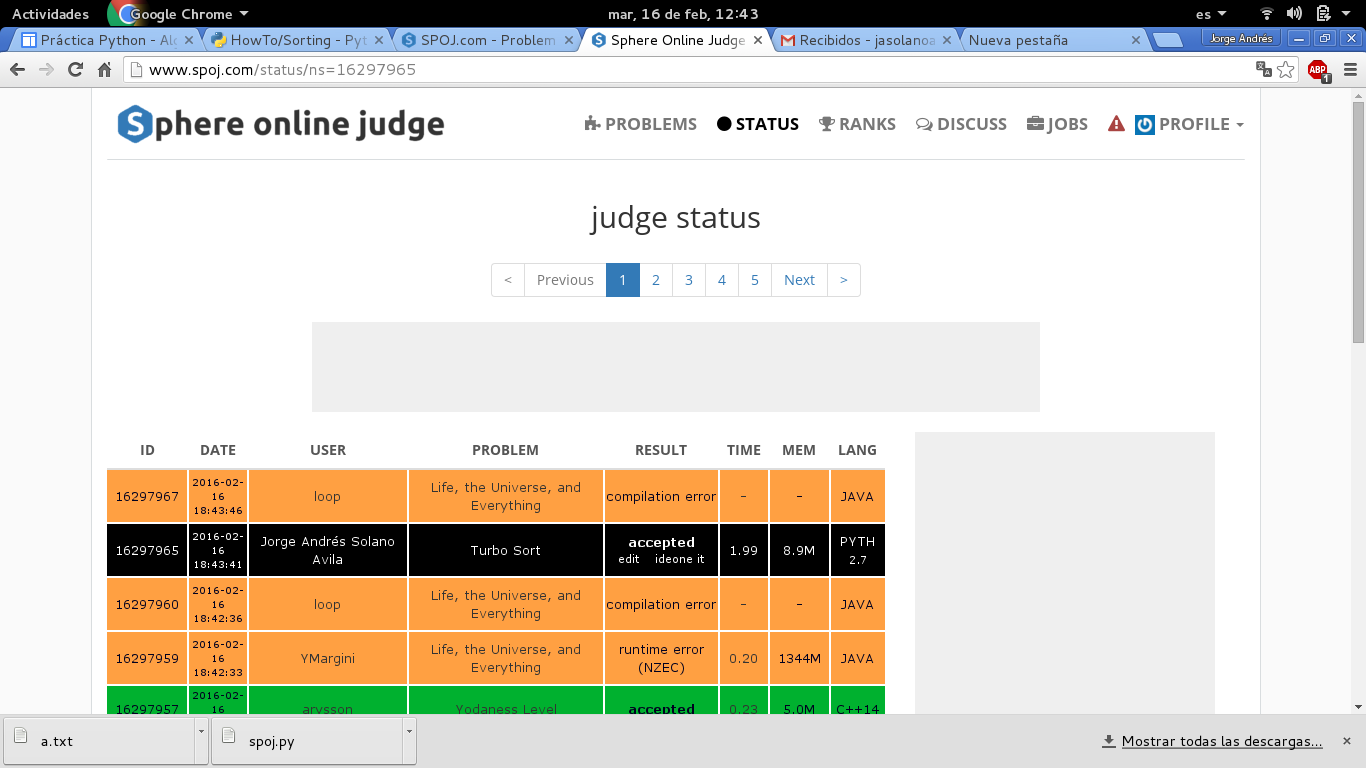 Actividades Google Chrome mar, 16 de feb, 12:43 es
Práctica Python - Alg HowTo/Sorting - Pyt SPOJ.com - Problem Sphere Online Judge Recibidos - jasolanoa Nueva pestaña Jorge Andrés
www.spoj.com/status/ns=16297965 ABP 1
Sphere online judge PROBLEMS STATUS RANKS DISCUSS JOBS PROFILE
judge status
< Previous 1 2 3 4 5 Next >
ID DATE USER PROBLEM RESULT TIME MEM LANG
16297967 2016-02-16 18:43:46 loop Life, the Universe, and Everything compilation error - - JAVA
16297965 2016-02-16 18:43:41 Jorge Andrés Solano Avila Turbo Sort accepted edit ideone it 1.99 8.9M PYTH 2.7
16297960 2016-02-16 18:42:36 loop Life, the Universe, and Everything compilation error - - JAVA
16297959 2016-02-16 18:42:33 YMargini Life, the Universe, and Everything runtime error (NZEC) 0.20 1344M JAVA
16297957 2016-02-16 arvsson Yodaness Level accepted 0.23 5.0M C++14
a.txt spoj.py Mostrar todas las descargas...